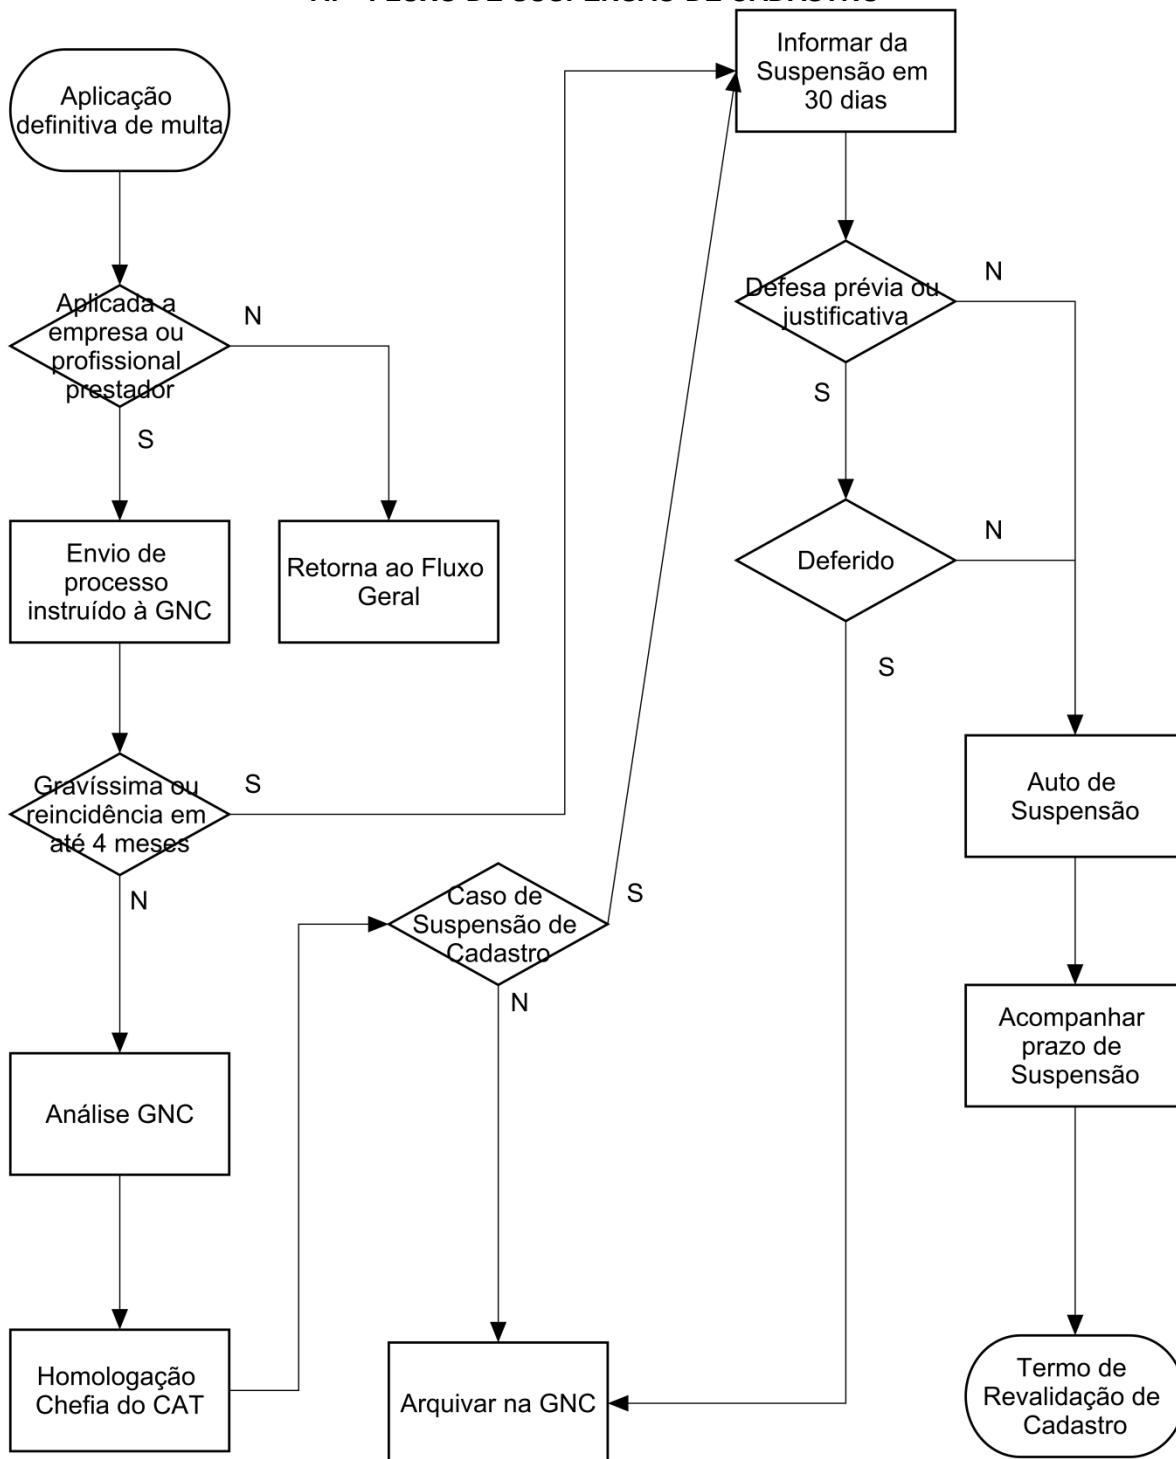 Aplicação
definitiva de multa
Aplicada a
empresa ou
profissional
prestador
N
S
Envio de
processo
instruído à GNC
Retorna ao Fluxo
Geral
Gravíssima ou
reincidência em
até 4 meses
S
N
Análise GNC
Homologação
Chefia do CAT
Caso de
Suspensão de
Cadastro
S
N
Arquivar na GNC
Informar da
Suspensão em
30 dias
Defesa prévia ou
justificativa
N
S
Deferido
N
S
Auto de
Suspensão
Acompanhar
prazo de
Suspensão
Termo de
Revalidação de
Cadastro